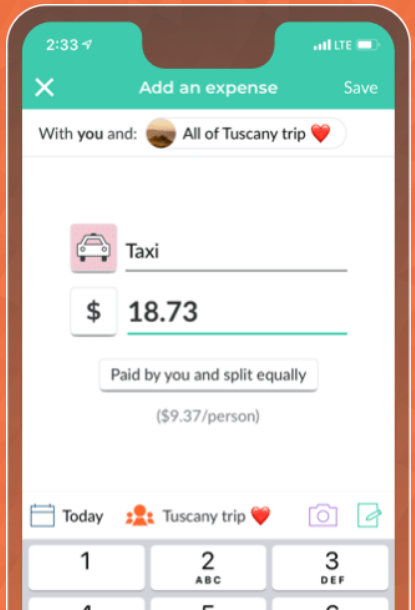 2:33 LTE
Add an expense Save
With you and: All of Tuscany trip ❤️
Taxi
$ 18.73
Paid by you and split equally
($9.37/person)
Today Tuscany trip ❤️
1 2 3
ABC DEF